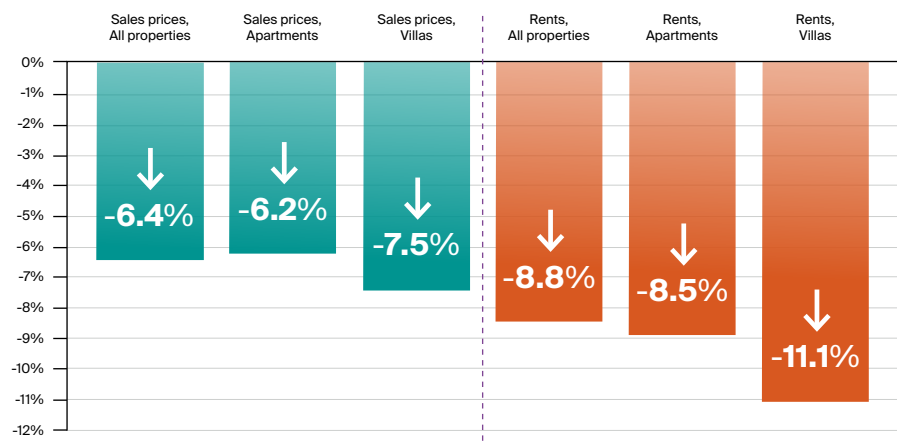 Sales prices,
All properties
Sales prices,
Apartments
Sales prices,
Villas
Rents,
All properties
Rents,
Apartments
Rents,
Villas
0%
-1%
-2%
-3%
-4%
-5%
-6%
-7%
-8%
-9%
-10%
-11%
-12%
-6.4%
-6.2%
-7.5%
-8.8%
-8.5%
-11.1%